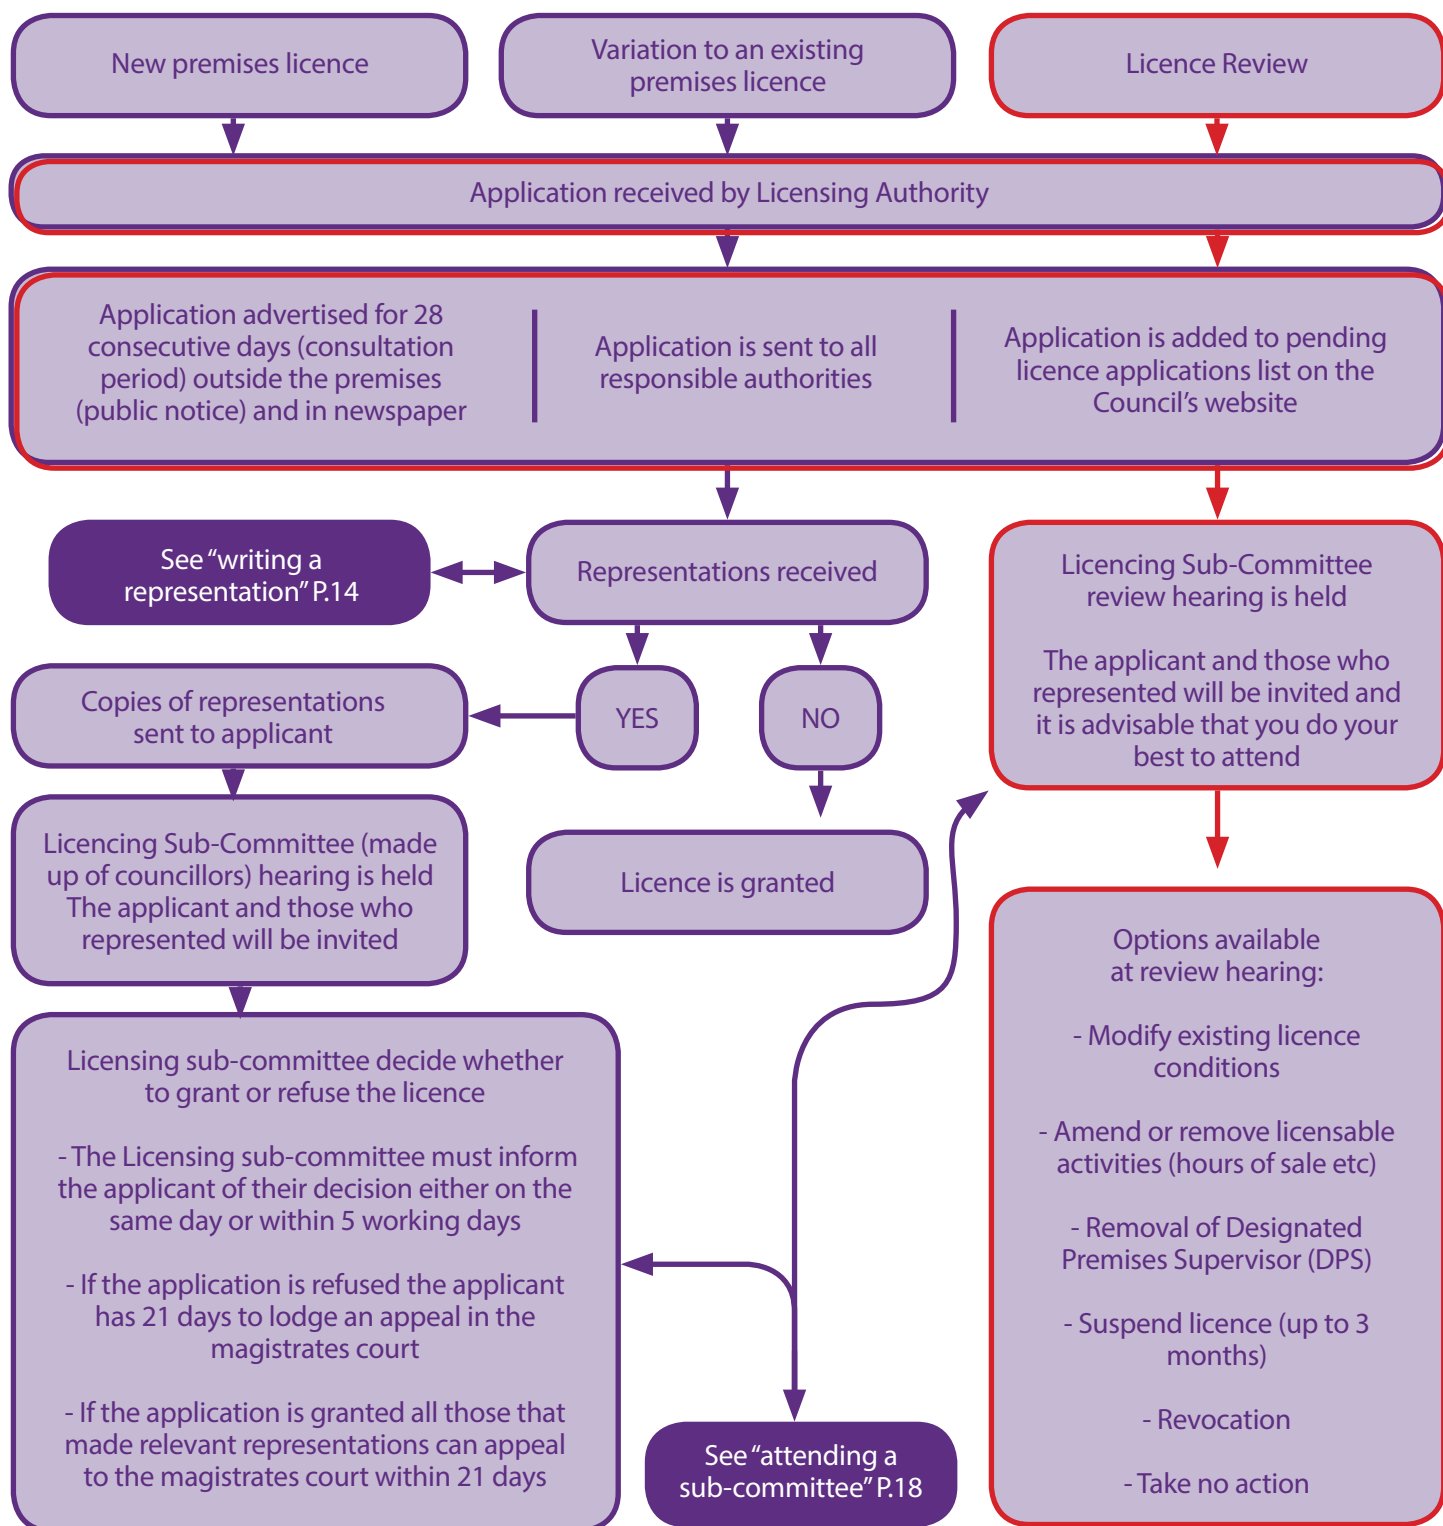 New premises licence
Variation to an existing
premises licence
Licence Review
Application received by Licensing Authority
Application advertised for 28
consecutive days (consultation
period) outside the premises
(public notice) and in newspaper
Application is sent to all
responsible authorities
Application is added to pending
licence applications list on the
Council’s website
See “writing a
representation” P.14
Representations received
YES
NO
Copies of representations
sent to applicant
Licence is granted
Licencing Sub-Committee (made
up of councillors) hearing is held
The applicant and those who
represented will be invited
Licensing sub-committee decide whether
to grant or refuse the licence
- The Licensing sub-committee must inform
the applicant of their decision either on the
same day or within 5 working days
- If the application is refused the applicant
has 21 days to lodge an appeal in the
magistrates court
- If the application is granted all those that
made relevant representations can appeal
to the magistrates court within 21 days
See “attending a
sub-committee” P.18
Licencing Sub-Committee
review hearing is held
The applicant and those who
represented will be invited and
it is advisable that you do your
best to attend
Options available
at review hearing:
- Modify existing licence
conditions
- Amend or remove licensable
activities (hours of sale etc)
- Removal of Designated
Premises Supervisor (DPS)
- Suspend licence (up to 3
months)
- Revocation
- Take no action